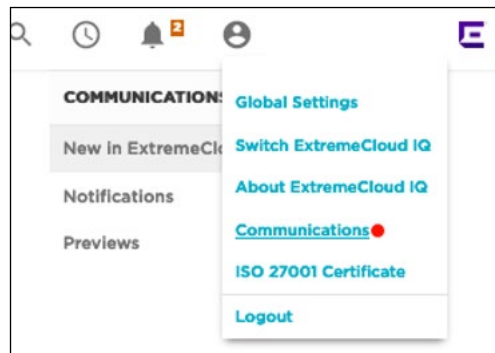 2
COMMUNICATIONS
Global Settings
New in ExtremeClo
Switch ExtremeCloud IQ
Notifications
About ExtremeCloud IQ
Previews
Communications
ISO 27001 Certificate
Logout